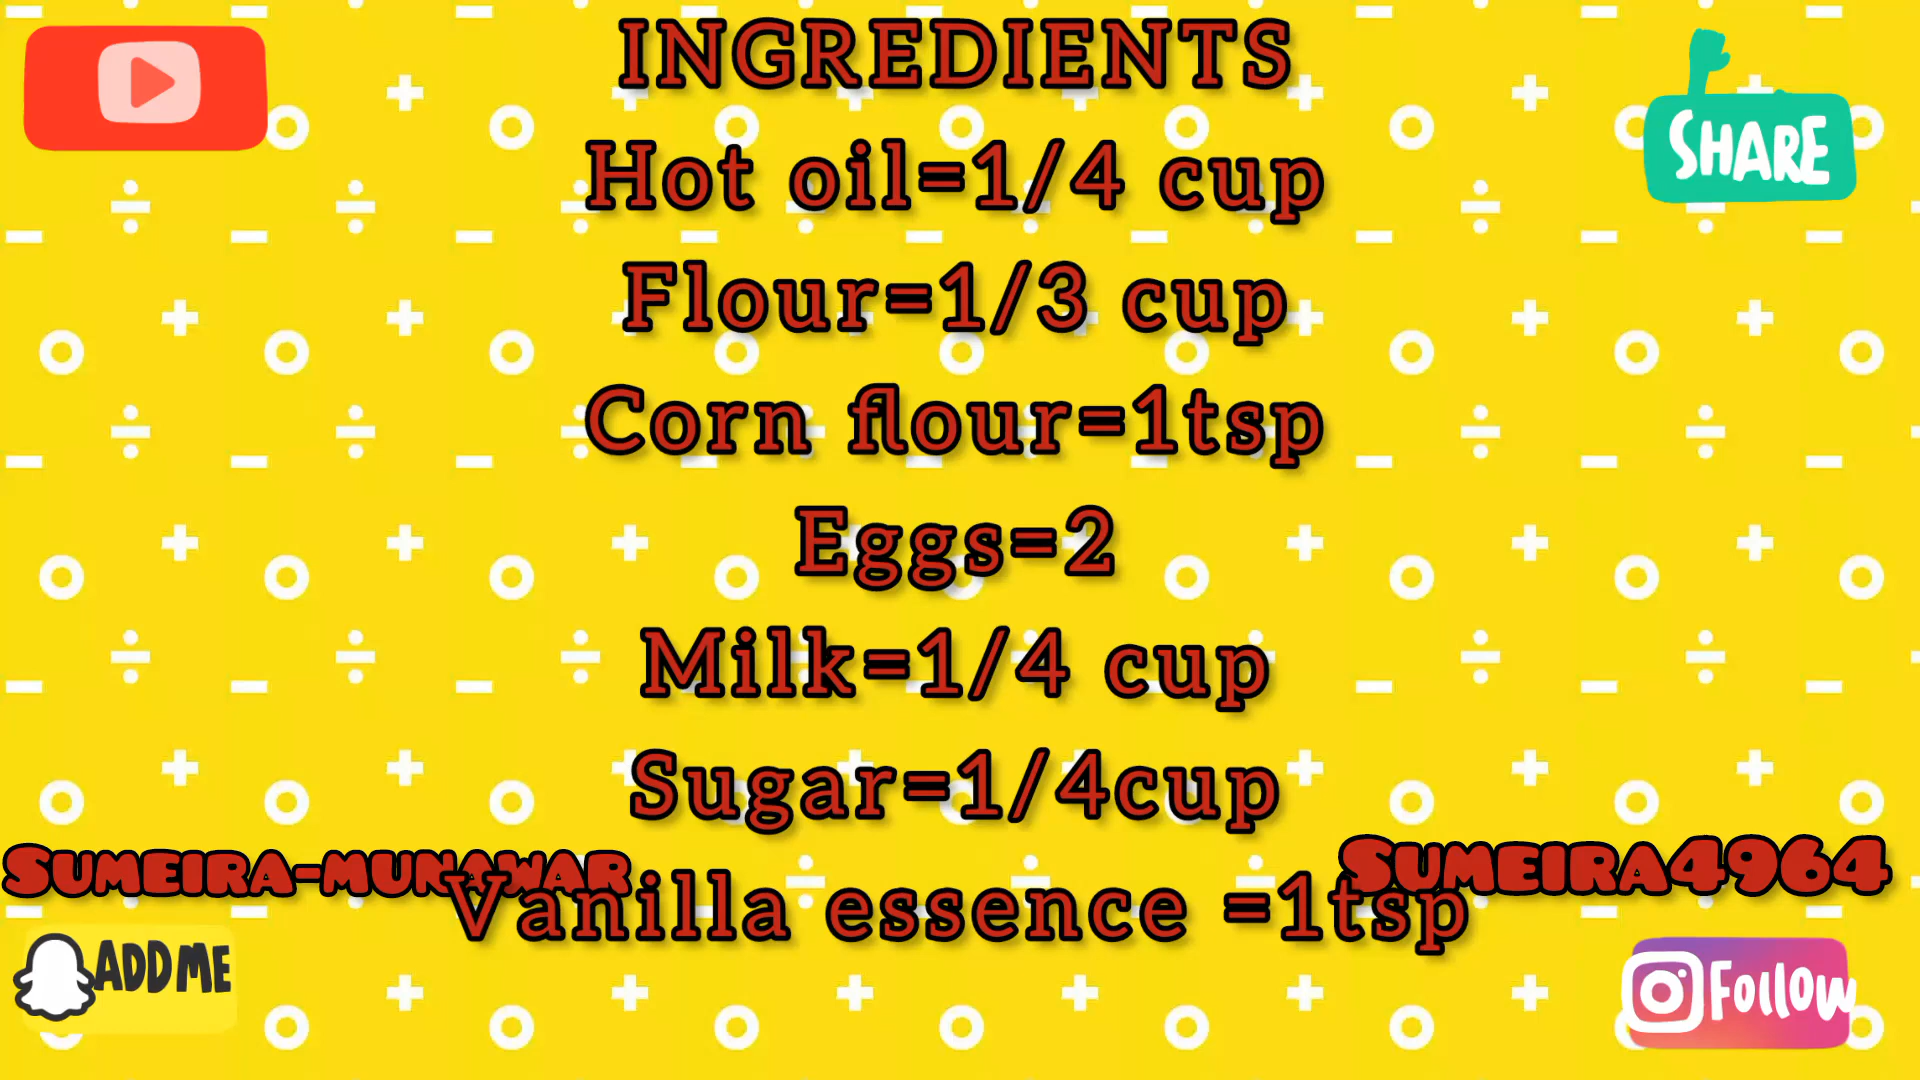 INGREDIENTS
SHARE
Hot oil=1/4 cup
Flour=1/3 cup
Corn flour=1tsp
Eggs=2
Milk=1/4 cup
Sugar=1/4cup
Sumeira-munawar
Sumeira4964
Vanilla essence =1tsp
ADD ME
Follow